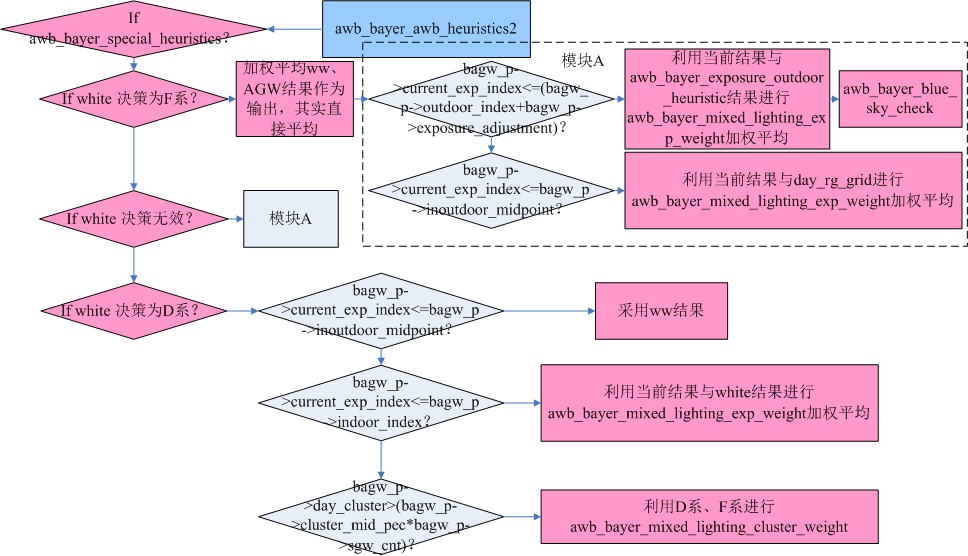 If
awb_bayer_special_heuristics?
awb_bayer_awb_heuristics2
If white 决策为F系?
加权平均ww、
AGW结果作为
输出，其实直
接平均
模块A
bagw_p-
>current_exp_index<=(bagw_
p->outdoor_index+bagw_p-
>exposure_adjustment)?
利用当前结果与
awb_bayer_exposure_outdoor
_heuristic结果进行
awb_bayer_mixed_lighting_ex
p_weight加权平均
awb_bayer_blue_
sky_check
bagw_p-
>current_exp_index<=bagw_p
->inoutdoor_midpoint?
利用当前结果与day_rg_grid进行
awb_bayer_mixed_lighting_exp_weight加权平均
If white 决策无效?
模块A
If white 决策为D系?
bagw_p-
>current_exp_index<=bagw_p
->inoutdoor_midpoint?
采用ww结果
bagw_p-
>current_exp_index<=bagw_p
->indoor_index?
利用当前结果与white结果进行
awb_bayer_mixed_lighting_exp_weight加权平均
bagw_p-
>day_cluster>(bagw_p-
>cluster_mid_pec*bagw_p-
>sgw_cnt)?
利用D系、F系进行
awb_bayer_mixed_lighting_cluster_weight